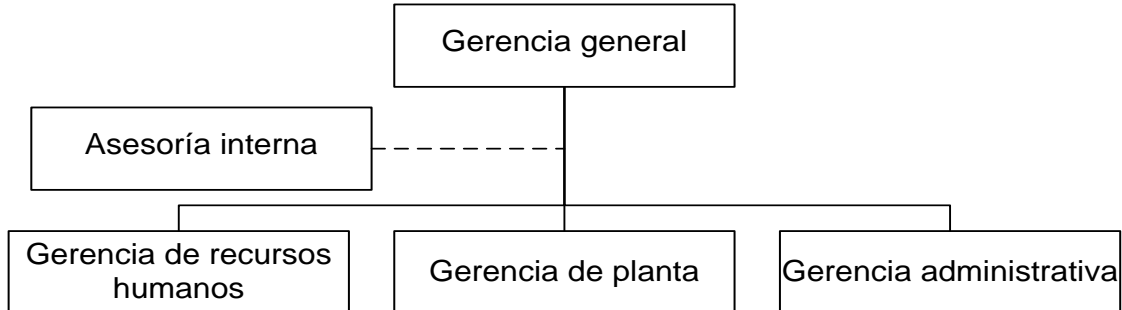 Gerencia general
Asesoría interna
Gerencia de recursos
humanos
Gerencia de planta
Gerencia administrativa